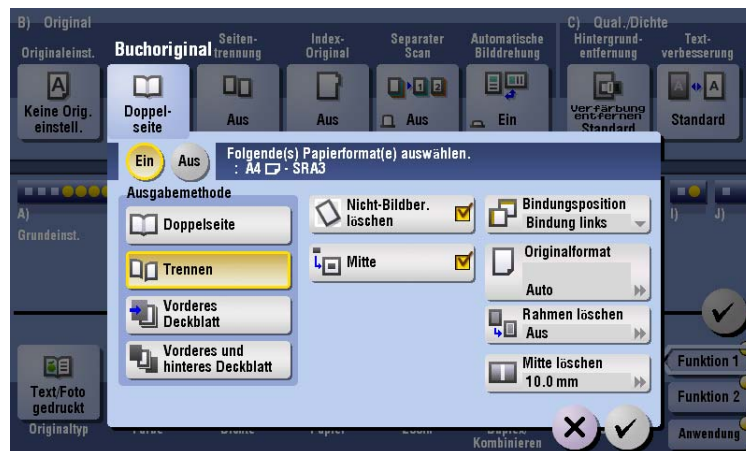 B) Original
C) Qual./Dichte
Originaleinst.
Buchoriginal
Seiten-
trennung
Index-
Original
Separater
Scan
Automatische
Bilddrehung
Hintergrund-
entfernung
Text-
verbesserung
Keine Orig.
einstell.
Doppel-
seite
Aus
Aus
Aus
Ein
Verfärbung
entfernen
Standard
Standard
Ein
Aus
Folgende(s) Papierformat(e) auswählen.
: A4 - SRA3
Ausgabemethode
Doppelseite
Trennen
Vorderes
Deckblatt
Vorderes und
hinteres Deckblatt
Nicht-Bildber.
löschen
Mitte
Bindungsposition
Bindung links
Originalformat
Auto
Rahmen löschen
Aus
Mitte löschen
10.0 mm
A)
Grundeinst.
I)
J)
Text/Foto
gedruckt
Originaltyp
Kombinieren
Funktion 1
Funktion 2
Anwendung